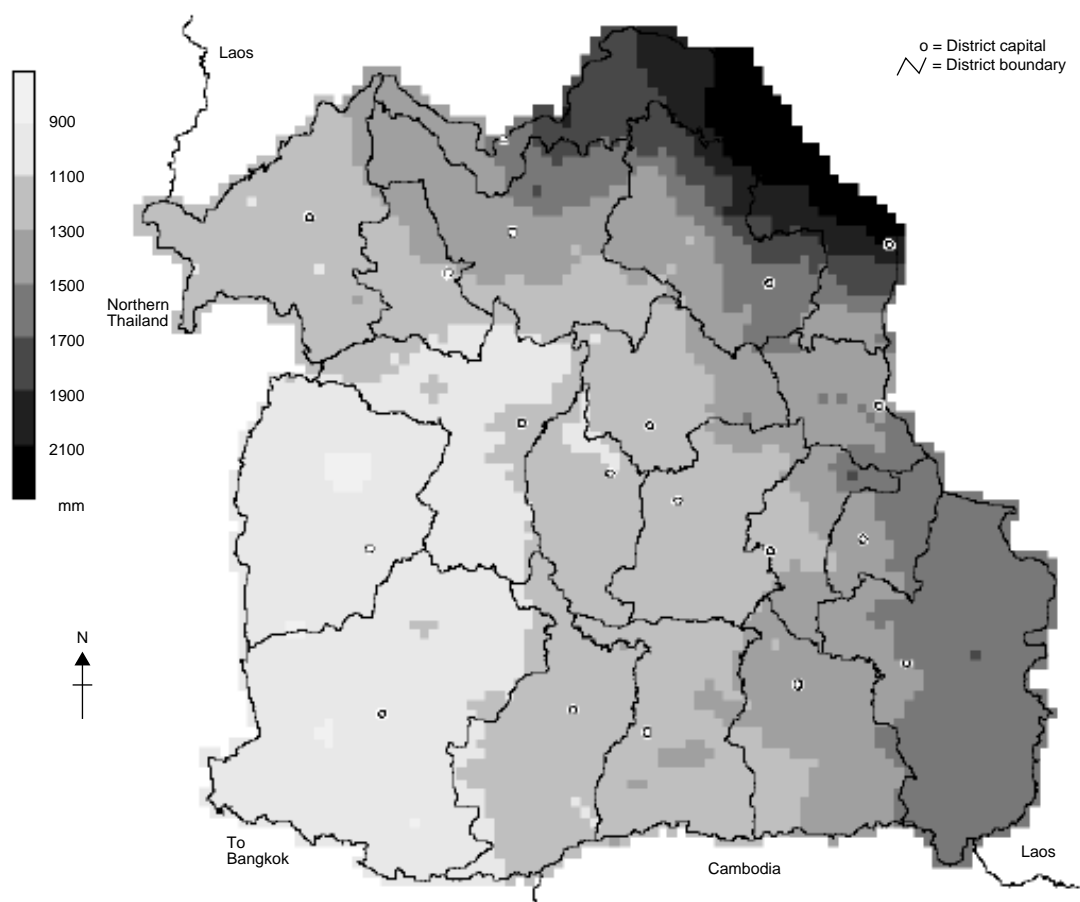 Laos
o = District capital
= District boundary
900
1100
1300
1500
1700
1900
2100
mm
Northern
Thailand
N
To
Bangkok
Cambodia
Laos